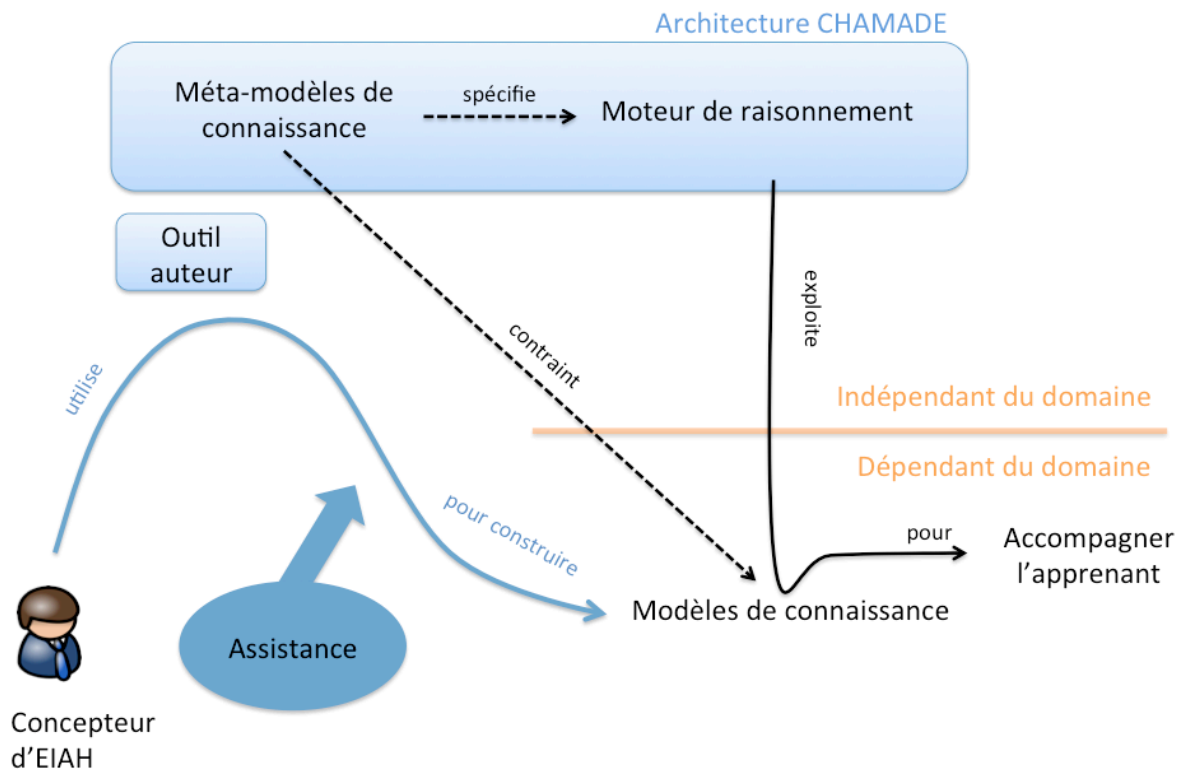 Architecture CHAMADE
Méta-modèles de
connaissance
spécifie
Moteur de raisonnement
Outil
auteur
utilise
contraint
exploite
Indépendant du domaine
Dépendant du domaine
pour construire
pour
Accompagner
l'apprenant
Modèles de connaissance
Assistance
Concepteur
d'EIAH